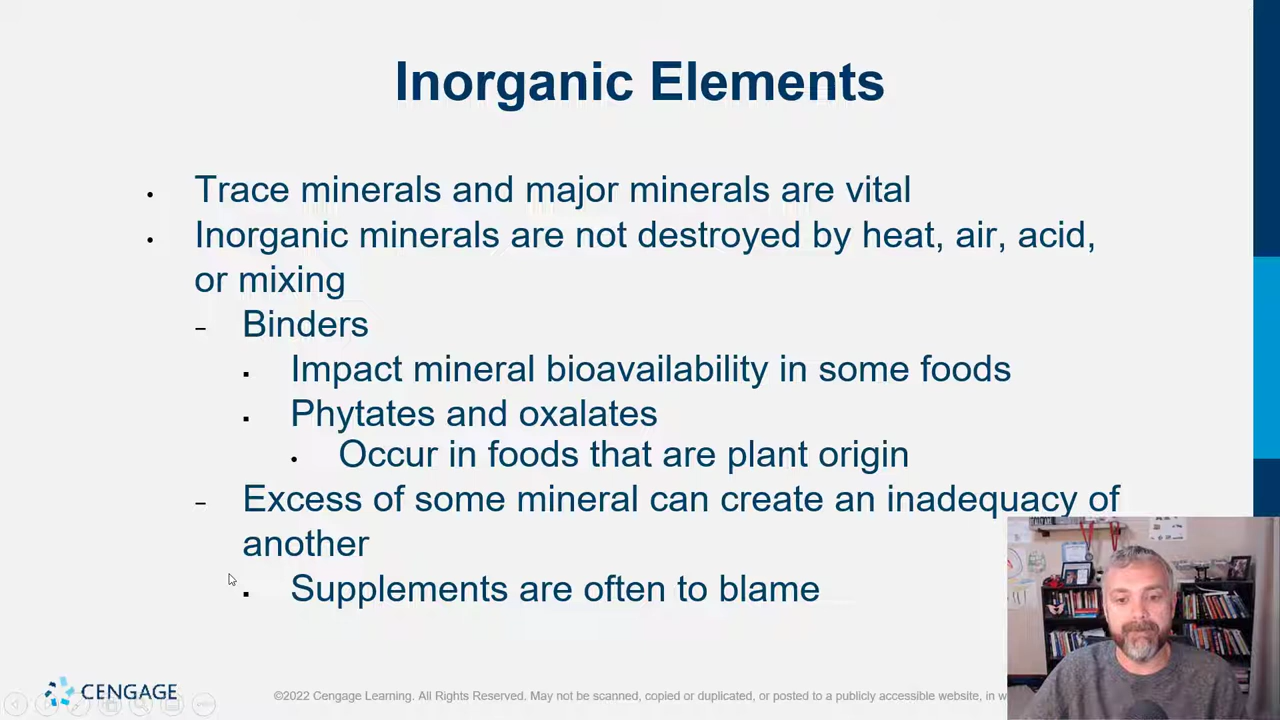 Inorganic Elements
• Trace minerals and major minerals are vital
• Inorganic minerals are not destroyed by heat, air, acid,
or mixing
– Binders
▪ Impact mineral bioavailability in some foods
▪ Phytates and oxalates
• Occur in foods that are plant origin
– Excess of some mineral can create an inadequacy of
another
▪ Supplements are often to blame
CENGAGE
©2022 Cengage Learning. All Rights Reserved. May not be scanned, copied or duplicated, or posted to a publicly accessible website, in w